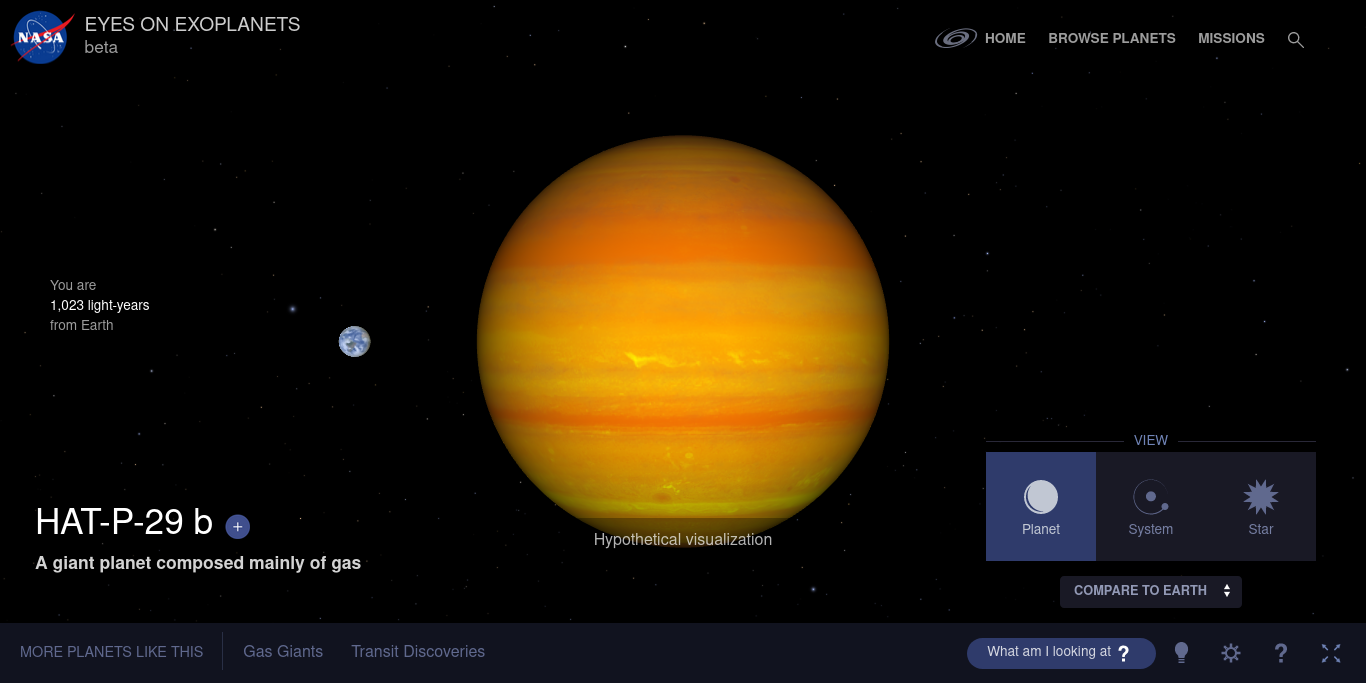 NASA
EYES ON EXOPLANETS
beta
HOME
BROWSE PLANETS
MISSIONS
You are
1,023 light-years
from Earth
HAT-P-29 b +
A giant planet composed mainly of gas
Hypothetical visualization
VIEW
Planet
System
Star
COMPARE TO EARTH
MORE PLANETS LIKE THIS
Gas Giants
Transit Discoveries
What am I looking at ?
?